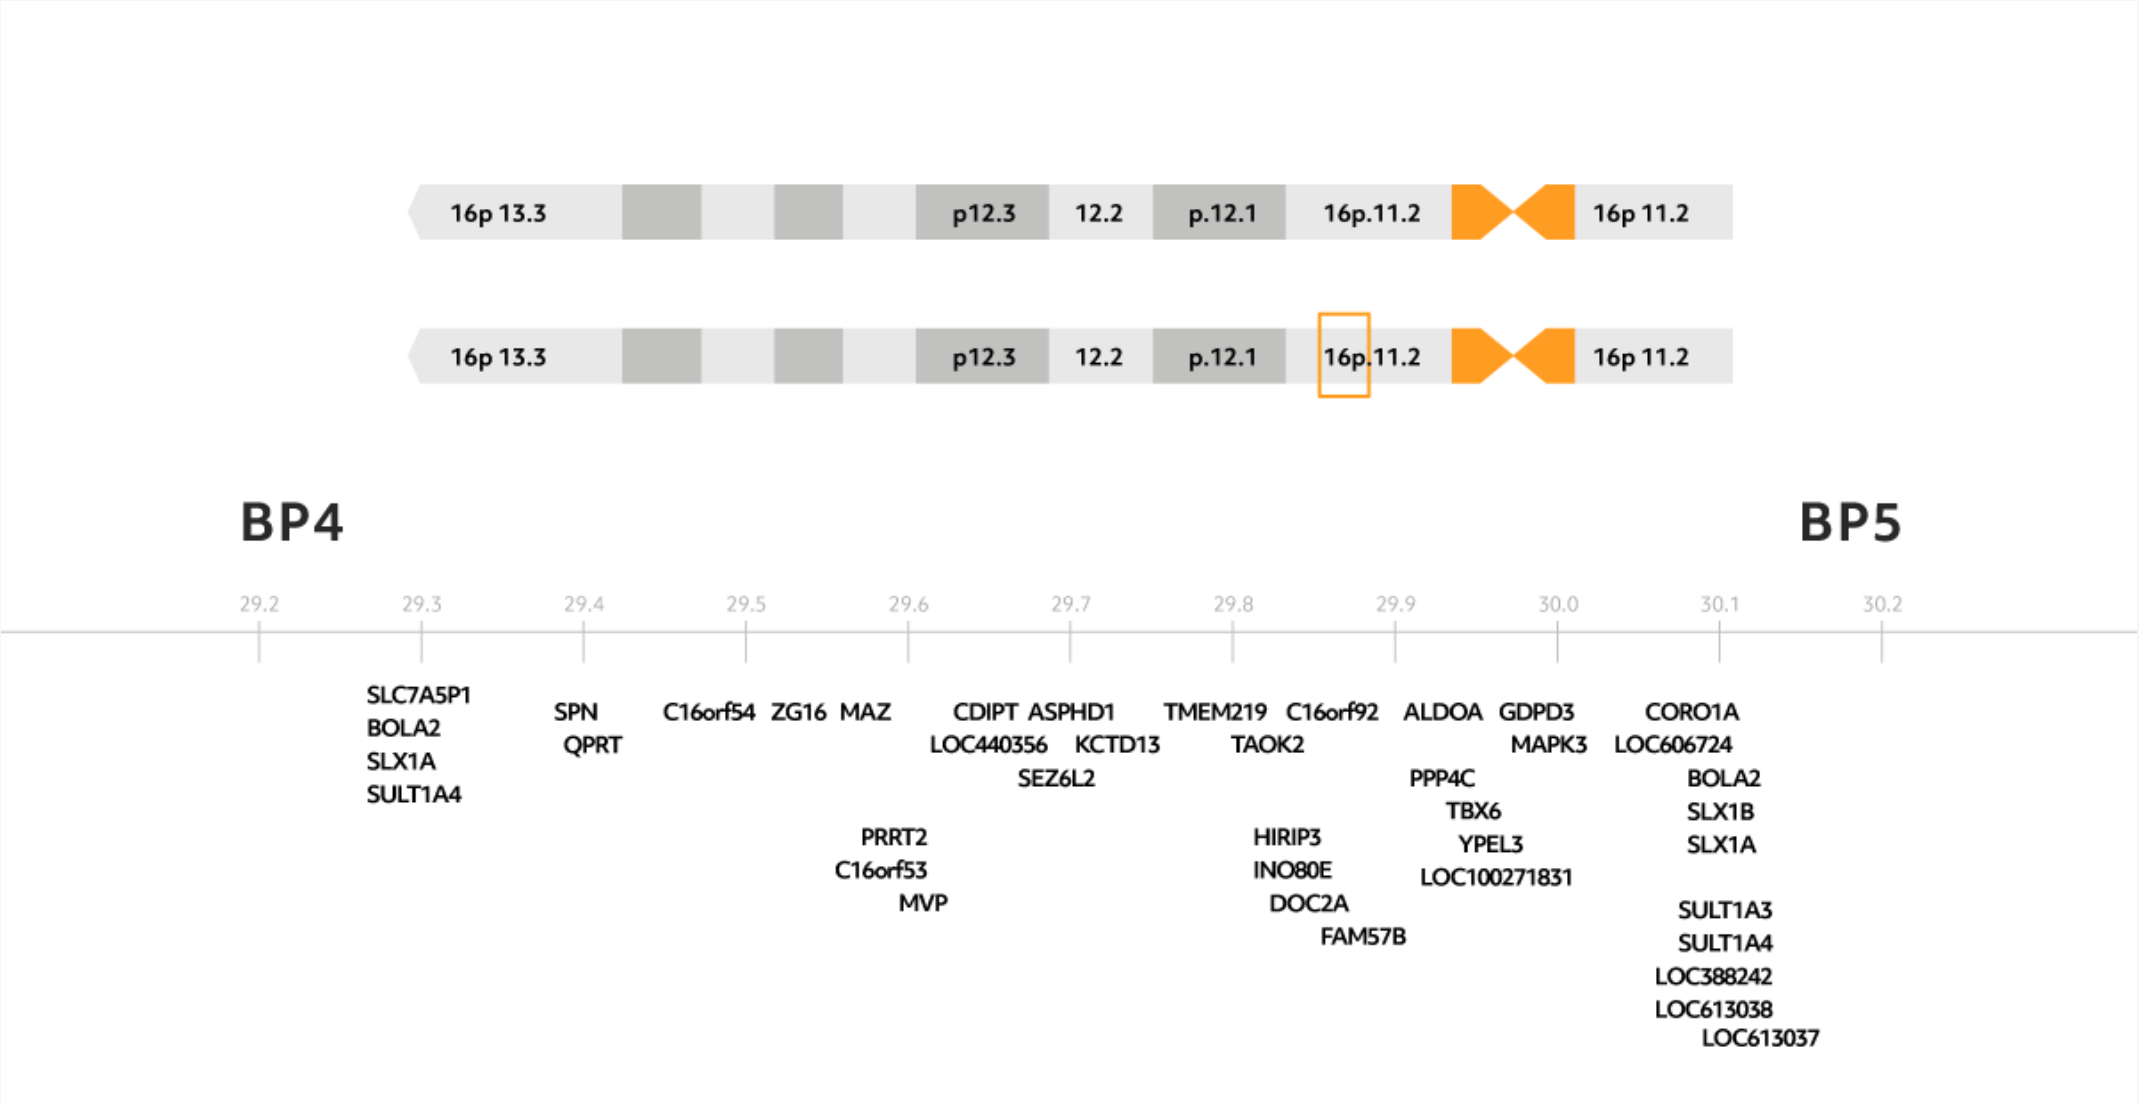 16p 13.3 p12.3 12.2 p.12.1 16p.11.2 16p 11.2
16p 13.3 p12.3 12.2 p.12.1 16p.11.2 16p 11.2
BP4 BP5
29.2 29.3 29.4 29.5 29.6 29.7 29.8 29.9 30.0 30.1 30.2
SLC7A5P1
BOLA2
SLX1A
SULT1A4
SPN
QPRT
C16orf54 ZG16 MAZ
PRRT2
C16orf53
MVP
CDIPT ASPHD1
LOC440356 KCTD13
SEZ6L2
TMEM219 C16orf92
TAOK2
HIRIP3
INO80E
DOC2A
FAM57B
ALDOA GDPD3
MAPK3
PPP4C
TBX6
YPEL3
LOC100271831
CORO1A
LOC606724
BOLA2
SLX1B
SLX1A
SULT1A3
SULT1A4
LOC388242
LOC613038
LOC613037